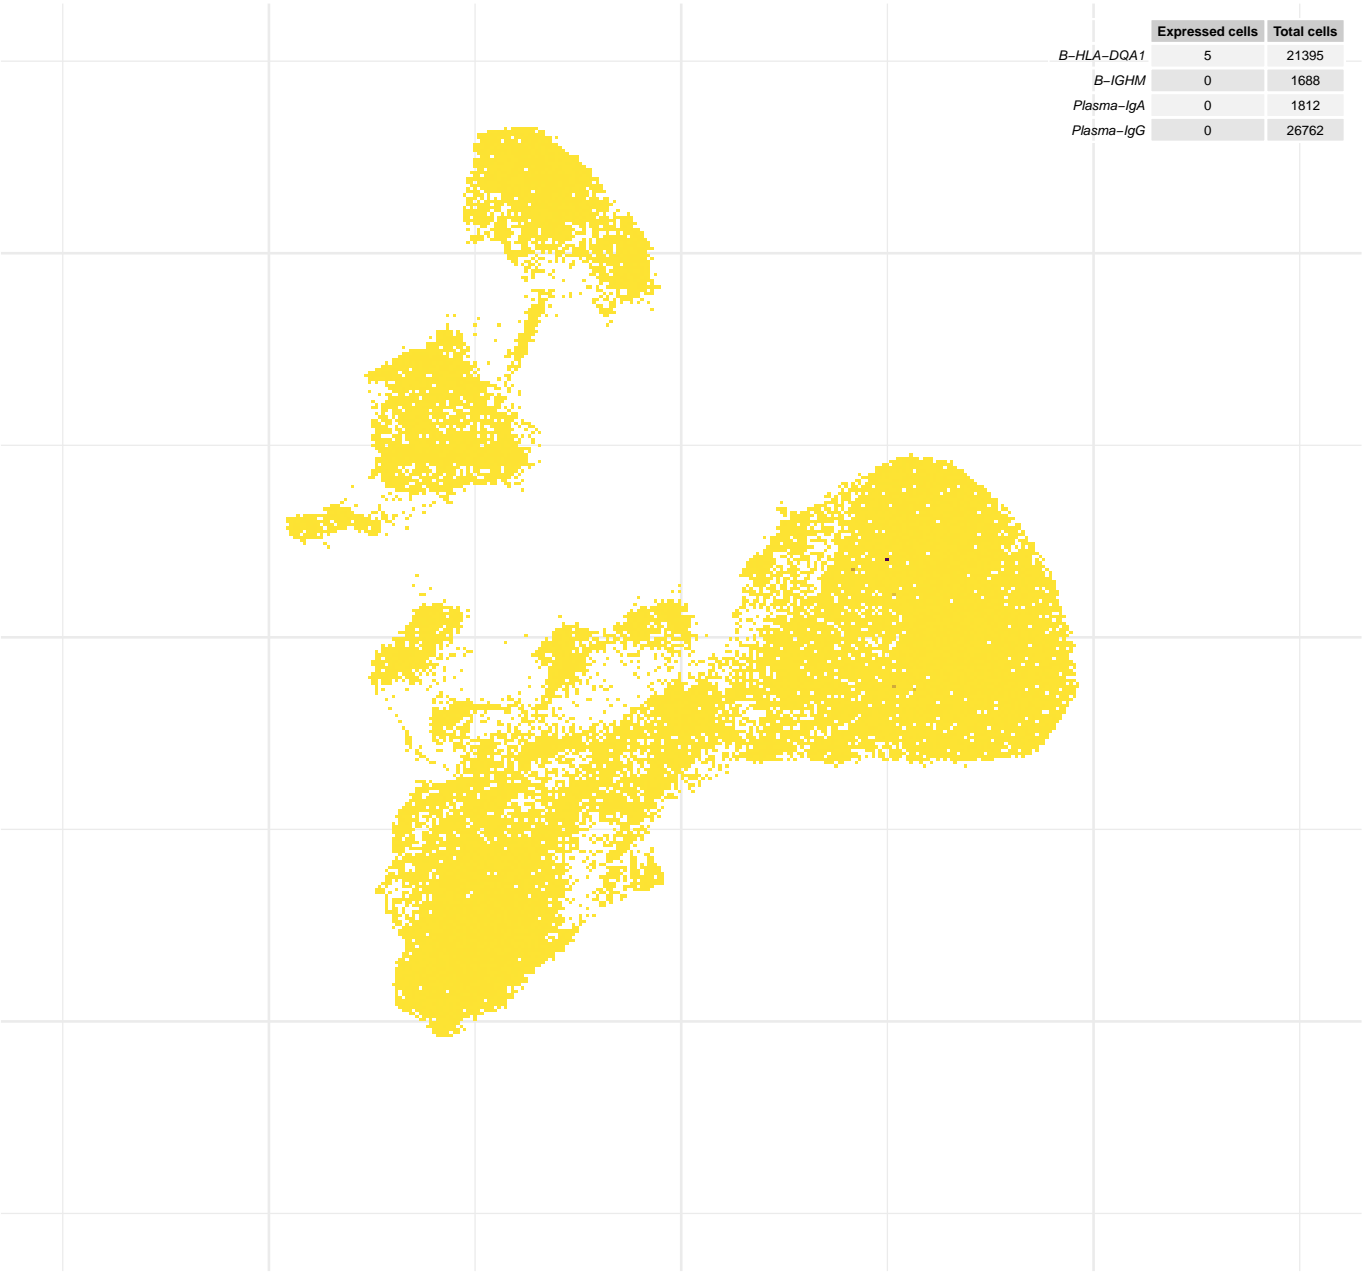 Expressed cells Total cells
B−HLA−DQA1 5 21395
B−IGHM 0 1688
Plasma−IgA 0 1812
Plasma−IgG 0 26762